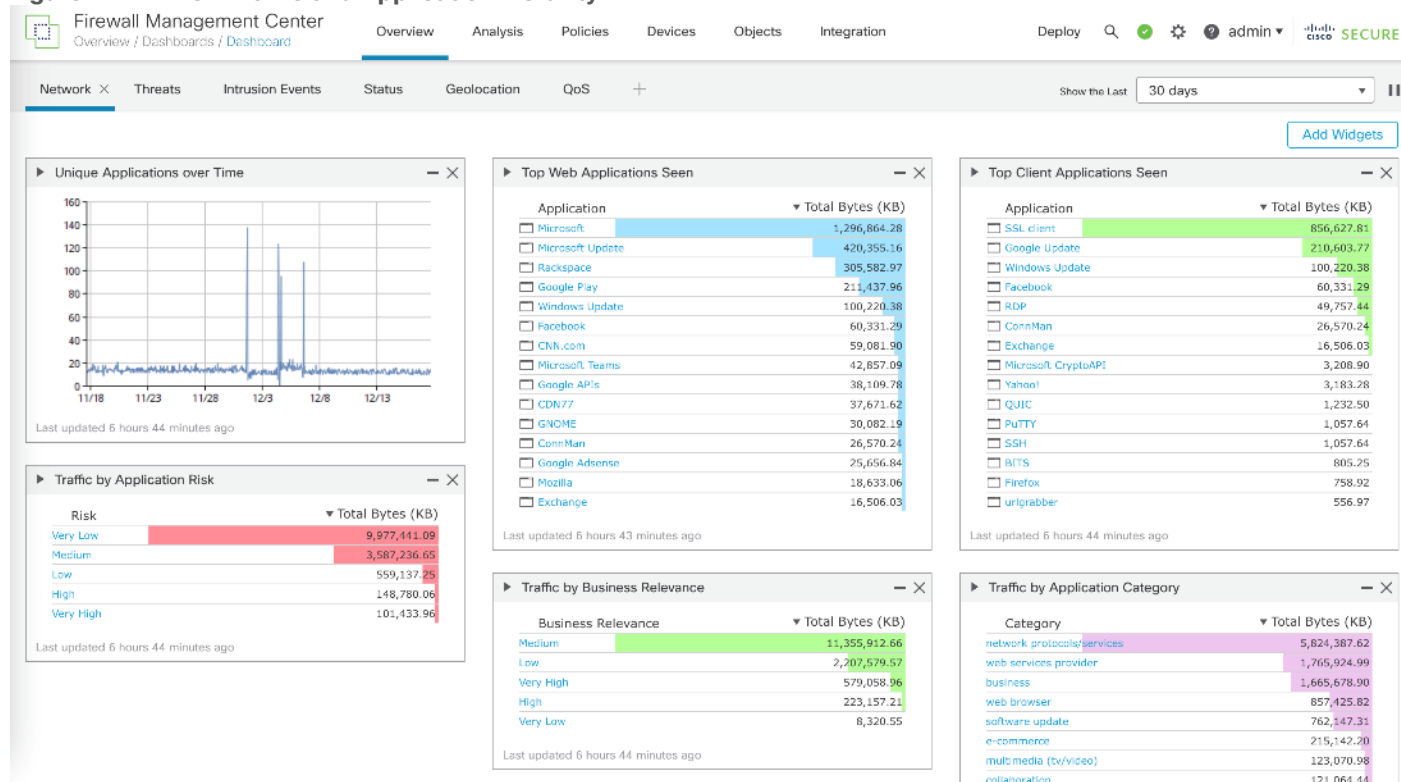 Firewall Management Center
Overview / Dashboards / Dashboard
Overview Analysis Policies Devices Objects Integration
Deploy admin
cisco SECURE
Network Threats Intrusion Events Status Geolocation QoS
Show the Last 30 days
Add Widgets
Unique Applications over Time
160
140
120
100
80
60
40
20
0
11/18 11/23 11/28 12/3 12/8 12/13
Last updated 6 hours 44 minutes ago
Traffic by Application Risk
Risk Total Bytes (KB)
Very Low 9,977,441.09
Medium 3,587,236.65
Low 559,137.25
High 148,780.06
Very High 101,433.96
Last updated 6 hours 44 minutes ago
Top Web Applications Seen
Application Total Bytes (KB)
Microsoft 1,296,864.28
Microsoft Update 420,355.16
Rackspace 305,582.97
Google Play 211,437.96
Windows Update 100,220.38
Facebook 60,331.29
CNN.com 59,081.90
Microsoft Teams 42,857.09
Google APIs 38,109.78
CDN77 37,671.62
GNOME 30,082.19
ConnMan 26,570.24
Google Adsense 25,656.84
Mozilla 18,633.06
Exchange 16,506.03
Last updated 6 hours 43 minutes ago
Traffic by Business Relevance
Business Relevance Total Bytes (KB)
Medium 11,355,912.66
Low 2,207,579.57
Very High 579,058.96
High 223,157.21
Very Low 8,320.55
Last updated 6 hours 44 minutes ago
Top Client Applications Seen
Application Total Bytes (KB)
SSL client 856,627.81
Google Update 210,603.77
Windows Update 100,220.38
Facebook 60,331.29
RDP 49,757.44
ConnMan 26,570.24
Exchange 16,506.03
Microsoft CryptoAPI 3,208.90
Yahoo! 3,183.28
QUIC 1,232.50
PuTTY 1,057.64
SSH 1,057.64
BITS 805.25
Firefox 758.92
urlgrabber 556.97
Last updated 6 hours 44 minutes ago
Traffic by Application Category
Category Total Bytes (KB)
network protocols/services 5,824,387.62
web services provider 1,765,924.99
business 1,665,678.90
web browser 857,425.82
software update 762,147.31
e-commerce 215,142.20
multimedia (tv/video) 123,070.98
collaboration 121,064.44